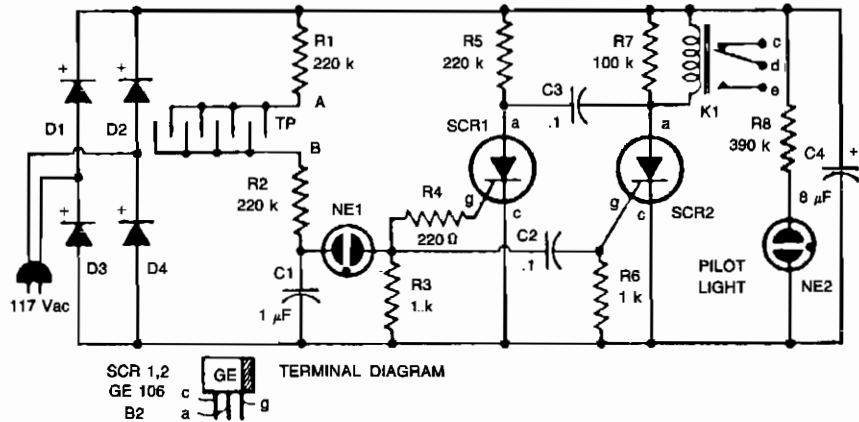 R1
220 k
A
TP
B
R2
220 k
NE1
C1
1 µF
R3
1.k
R4
220 Ω
g
R5
220 k
C3
.1
SCR1
a
c
C2
.1
R7
100 k
a
g
c
SCR2
R6
1 k
K1
c
d
e
R8
390 k
C4
+
8 µF
PILOT
LIGHT
NE2
+
+
D1
D2
+
+
D3
D4
117 Vac
SCR 1,2
GE 106
B2
GE
c
a
g
TERMINAL DIAGRAM